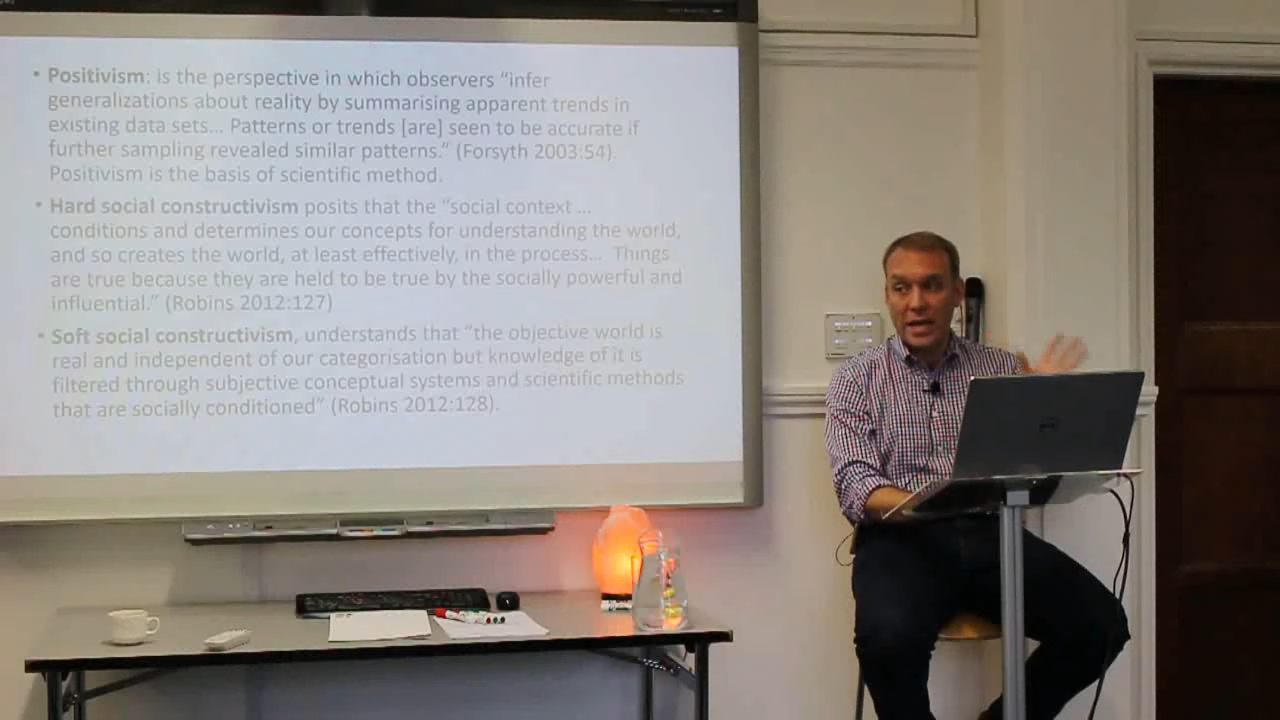 • Positivism: is the perspective in which observers “infer
generalizations about reality by summarising apparent trends in
existing data sets... Patterns or trends [are] seen to be accurate if
further sampling revealed similar patterns.” (Forsyth 2003:54).
Positivism is the basis of scientific method.
• Hard social constructivism posits that the “social context ...
conditions and determines our concepts for understanding the world,
and so creates the world, at least effectively, in the process... Things
are true because they are held to be true by the socially powerful and
influential.” (Robins 2012:127)
• Soft social constructivism, understands that “the objective world is
real and independent of our categorisation but knowledge of it is
filtered through subjective conceptual systems and scientific methods
that are socially conditioned” (Robins 2012:128).
DELL